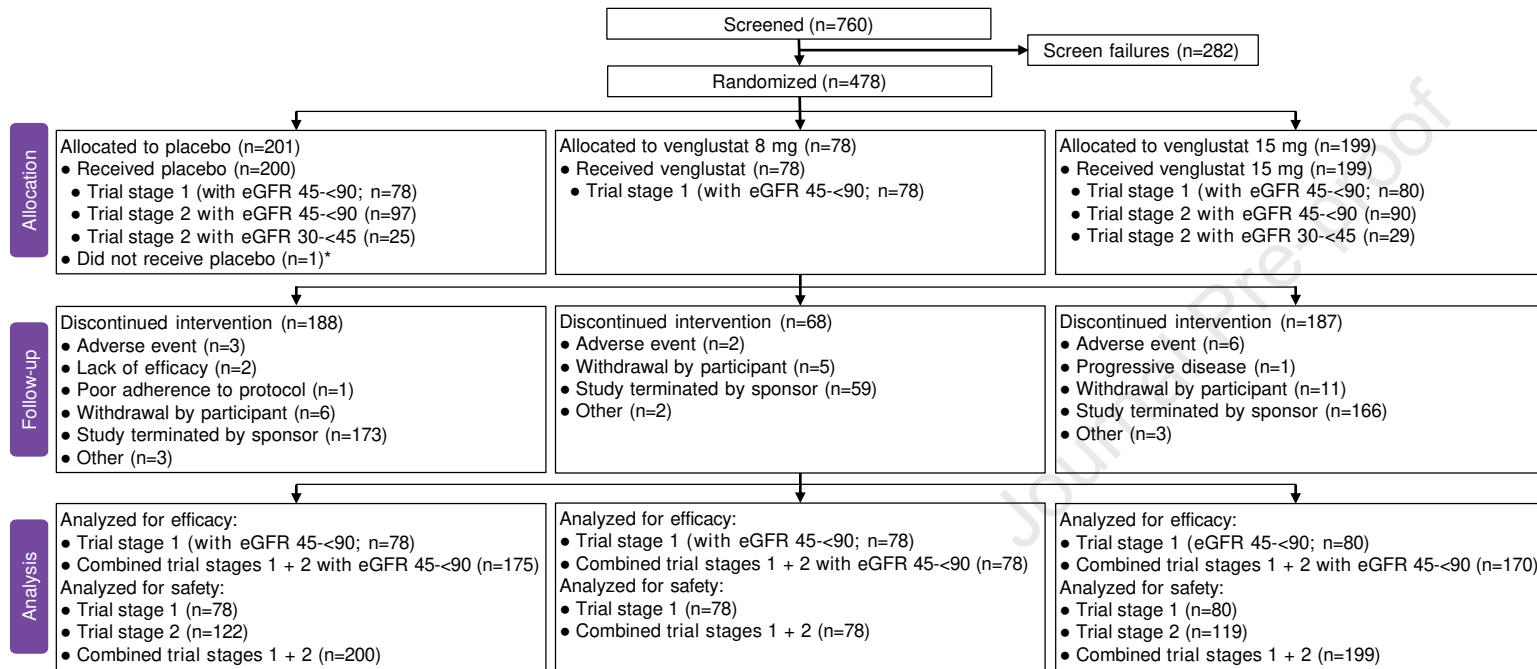 Screened (n=760)
Screen failures (n=282)
Randomized (n=478)
Allocation
Allocated to placebo (n=201)
● Received placebo (n=200)
● Trial stage 1 (with eGFR 45-<90; n=78)
● Trial stage 2 with eGFR 45-<90 (n=97)
● Trial stage 2 with eGFR 30-<45 (n=25)
● Did not receive placebo (n=1)*
Allocated to venglustat 8 mg (n=78)
● Received venglustat (n=78)
● Trial stage 1 (with eGFR 45-<90; n=78)
Allocated to venglustat 15 mg (n=199)
● Received venglustat 15 mg (n=199)
● Trial stage 1 (with eGFR 45-<90; n=80)
● Trial stage 2 with eGFR 45-<90 (n=90)
● Trial stage 2 with eGFR 30-<45 (n=29)
Follow-up
Discontinued intervention (n=188)
● Adverse event (n=3)
● Lack of efficacy (n=2)
● Poor adherence to protocol (n=1)
● Withdrawal by participant (n=6)
● Study terminated by sponsor (n=173)
● Other (n=3)
Discontinued intervention (n=68)
● Adverse event (n=2)
● Withdrawal by participant (n=5)
● Study terminated by sponsor (n=59)
● Other (n=2)
Discontinued intervention (n=187)
● Adverse event (n=6)
● Progressive disease (n=1)
● Withdrawal by participant (n=11)
● Study terminated by sponsor (n=166)
● Other (n=3)
Analysis
Analyzed for efficacy:
● Trial stage 1 (with eGFR 45-<90; n=78)
● Combined trial stages 1 + 2 with eGFR 45-<90 (n=175)
Analyzed for safety:
● Trial stage 1 (n=78)
● Trial stage 2 (n=122)
● Combined trial stages 1 + 2 (n=200)
Analyzed for efficacy:
● Trial stage 1 (with eGFR 45-<90; n=78)
● Combined trial stages 1 + 2 with eGFR 45-<90 (n=78)
Analyzed for safety:
● Trial stage 1 (n=78)
● Combined trial stages 1 + 2 (n=78)
Analyzed for efficacy:
● Trial stage 1 (eGFR 45-<90; n=80)
● Combined trial stages 1 + 2 with eGFR 45-<90 (n=170)
Analyzed for safety:
● Trial stage 1 (n=80)
● Trial stage 2 (n=119)
● Combined trial stages 1 + 2 (n=199)
Journal Pre-proof